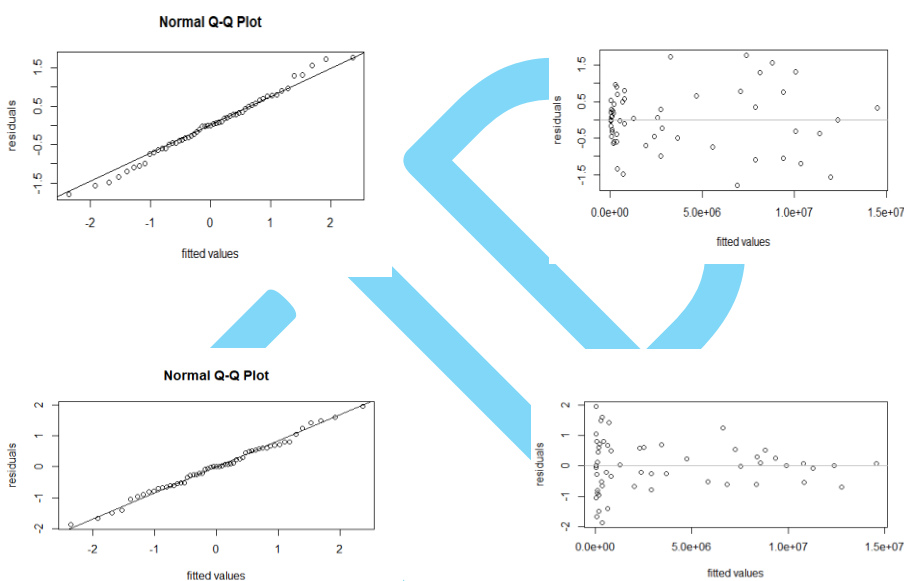 Normal Q-Q Plot
residuals
1.5
0.5
-0.5
-1.5
-2
-1
0
1
2
fitted values
residuals
1.5
0.5
-0.5
-1.5
0.0e+00
5.0e+06
1.0e+07
1.5e+07
fitted values
Normal Q-Q Plot
residuals
2
1
0
-1
-2
-2
-1
0
1
2
fitted values
residuals
2
1
0
-1
-2
0.0e+00
5.0e+06
1.0e+07
1.5e+07
fitted values